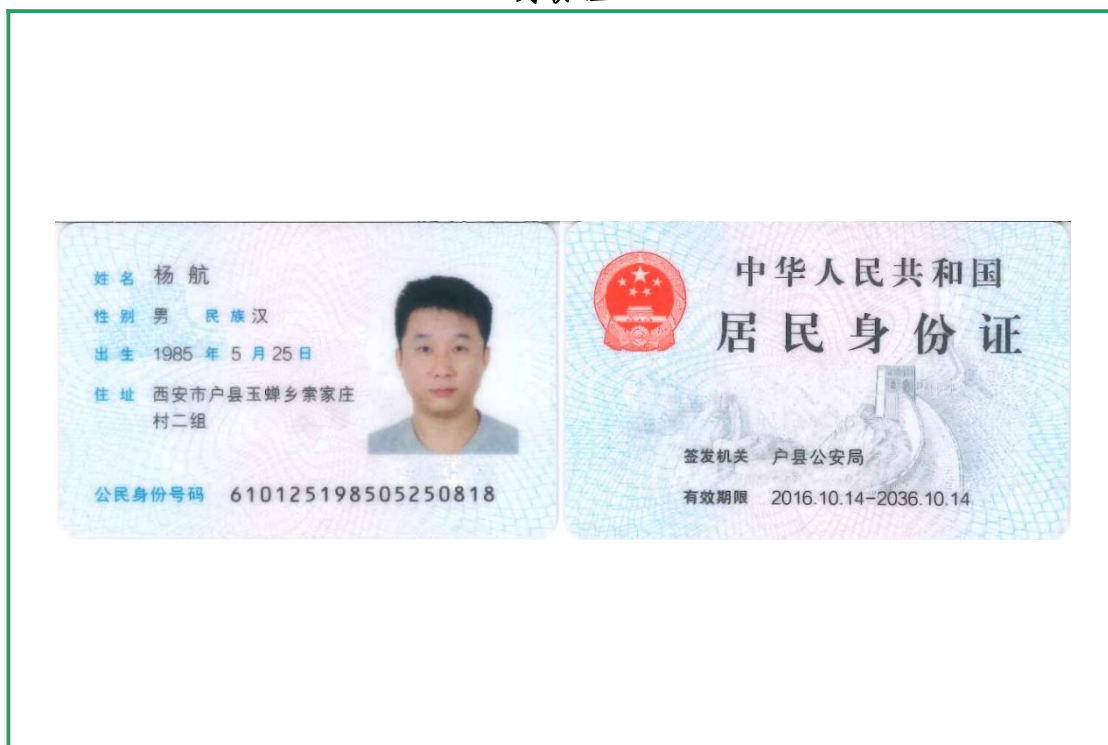 姓名 杨航
性别 男 民族 汉
出生 1985 年 5 月 25 日
住址 西安市户县玉蝉乡索家庄
村二组
公民身份号码 610125198505250818
中华人民共和国
居民身份证
签发机关 户县公安局
有效期限 2016.10.14-2036.10.14